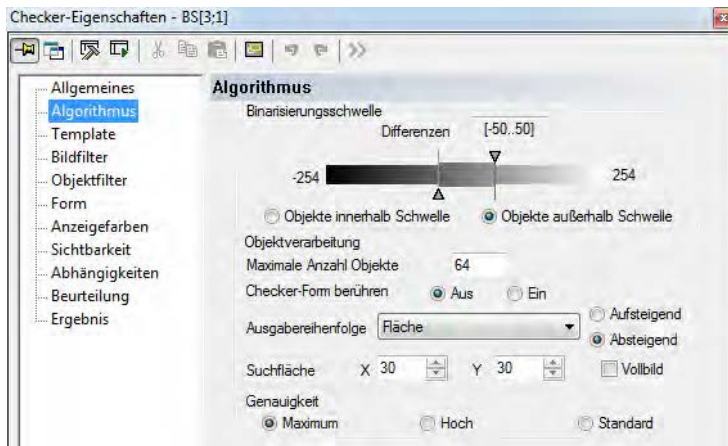 Checker-Eigenschaften - BS[3;1]
Allgemeines
Algorithmus
Template
Bildfilter
Objektfilter
Form
Anzeigefarben
Sichtbarkeit
Abhängigkeiten
Beurteilung
Ergebnis
Algorithmus
Binarisierungsschwelle
Differenzen [-50..50]
-254 254
Objekte innerhalb Schwelle Objekte außerhalb Schwelle
Objektverarbeitung
Maximale Anzahl Objekte 64
Checker-Form berühren Aus Ein
Ausgabereihenfolge Fläche Aufsteigend
Absteigend
Suchfläche X 30 Y 30 Vollbild
Genauigkeit
Maximum Hoch Standard